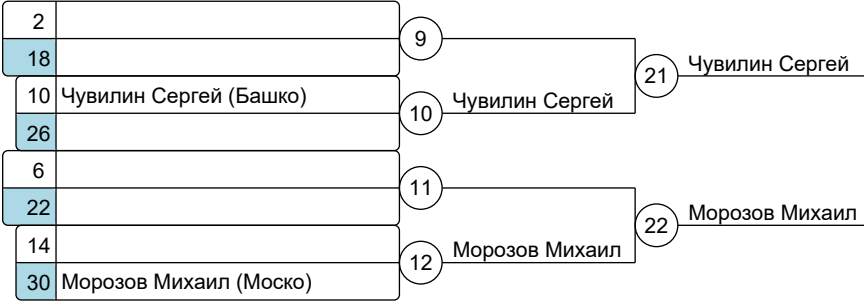 2
9
18
21 Чувилин Сергей
10 Чувилин Сергей (Башко)
10 Чувилин Сергей
26
6
11
22
22 Морозов Михаил
14
12 Морозов Михаил
30 Морозов Михаил (Моско)